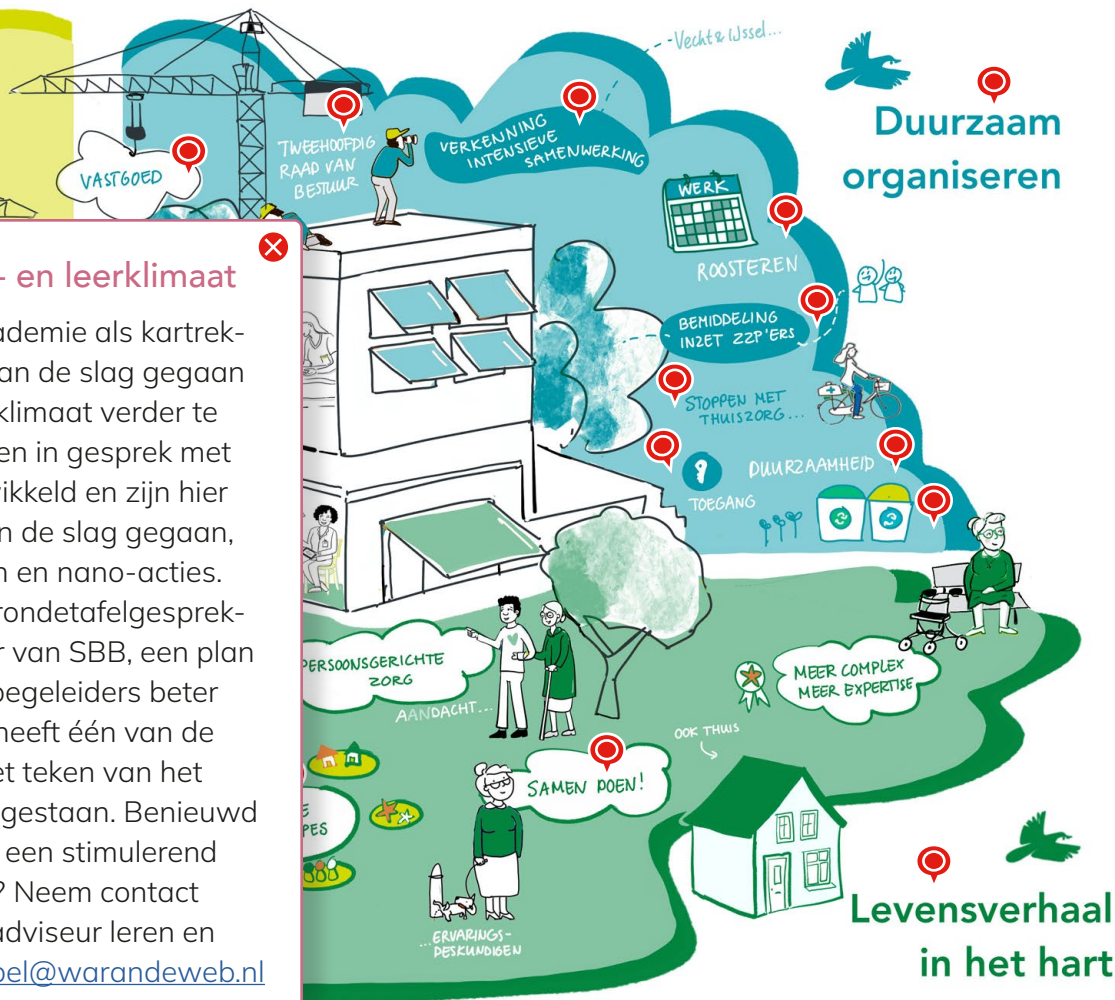 - - Vecht & IJssel...
Duurzaam
organiseren
TWEEHOOFDIG
RAAD VAN
BESTUUR
VERKENNING
INTENSIEVE
SAMENWERKING
VASTGOED
WERK
ROOSTEREN
BEMIDDELING
INZET ZZP'ERS
STOPPEN MET
THUISZORG...
DUURZAAMHEID
TOEGANG
- en leerklimaat
ademie als kartrek-
an de slag gegaan
klimaat verder te
en in gesprek met
ikkeld en zijn hier
n de slag gegaan,
n en nano-acties.
rondetafelgesprek-
r van SBB, een plan
begeleiders beter
heeft één van de
et teken van het
gestaan. Benieuwd
een stimulerend
? Neem contact
adviseur leren en
bel@warandeweb.nl
PERSOONSGERICHTE
ZORG
AANDACHT...
MEER COMPLEX
MEER EXPERTISE
OOK THUIS
SAMEN DOEN!
E
PES
...ERVARINGS-
DESKUNDIGEN
Levensverhaal
in het hart